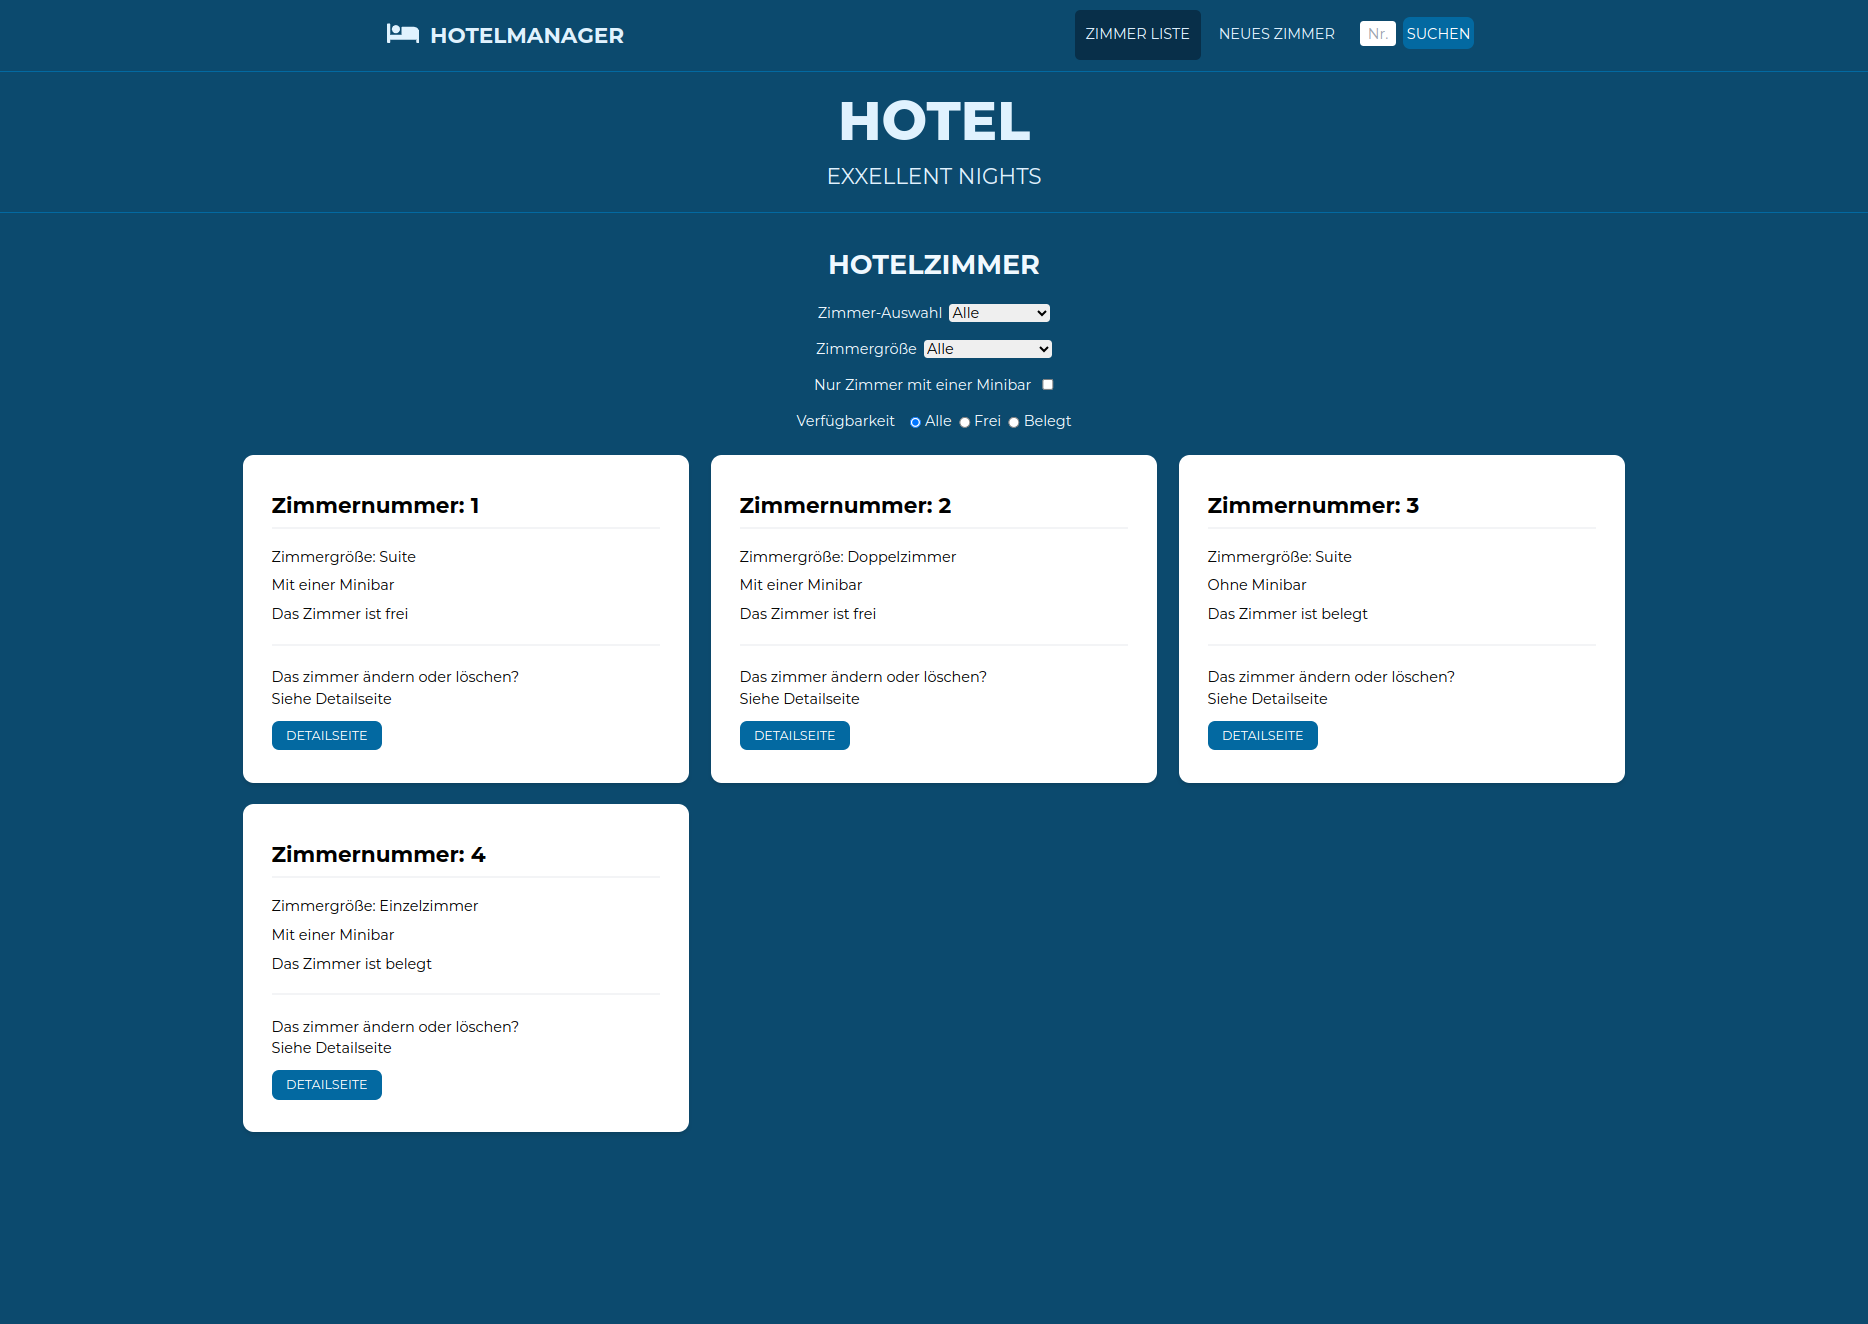 HOTELMANAGER ZIMMER LISTE NEUES ZIMMER Nr. SUCHEN
HOTEL
EXXELLENT NIGHTS
HOTELZIMMER
Zimmer-Auswahl Alle
Zimmergröße Alle
Nur Zimmer mit einer Minibar
Verfügbarkeit Alle Frei Belegt
Zimmernummer: 1
Zimmergröße: Suite
Mit einer Minibar
Das Zimmer ist frei
Das zimmer ändern oder löschen?
Siehe Detailseite
DETAILSEITE
Zimmernummer: 2
Zimmergröße: Doppelzimmer
Mit einer Minibar
Das Zimmer ist frei
Das zimmer ändern oder löschen?
Siehe Detailseite
DETAILSEITE
Zimmernummer: 3
Zimmergröße: Suite
Ohne Minibar
Das Zimmer ist belegt
Das zimmer ändern oder löschen?
Siehe Detailseite
DETAILSEITE
Zimmernummer: 4
Zimmergröße: Einzelzimmer
Mit einer Minibar
Das Zimmer ist belegt
Das zimmer ändern oder löschen?
Siehe Detailseite
DETAILSEITE